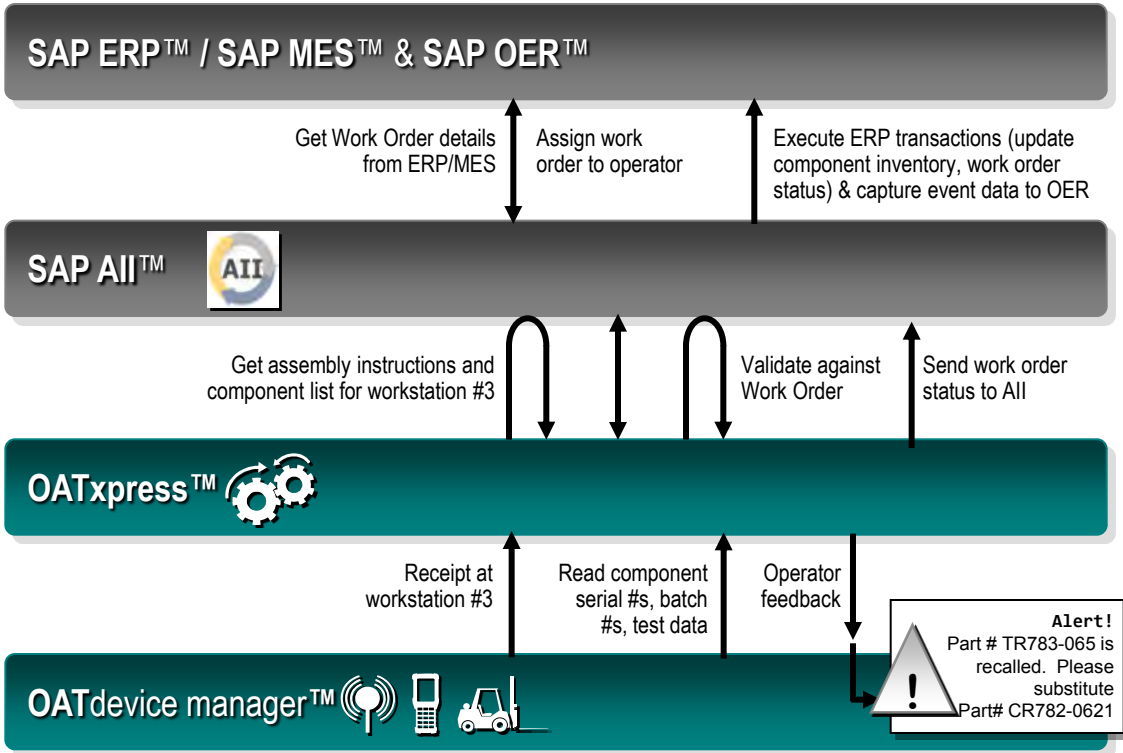 SAP ERP™ / SAP MES™ & SAP OER™
Get Work Order details
from ERP/MES
Assign work
order to operator
Execute ERP transactions (update
component inventory, work order
status) & capture event data to OER
SAP AII™
AII
Get assembly instructions and
component list for workstation #3
Validate against
Work Order
Send work order
status to AII
OATxpress™
Receipt at
workstation #3
Read component
serial #s, batch
#s, test data
Operator
feedback
Alert!
Part # TR783-065 is
recalled. Please
substitute
Part# CR782-0621
!
OATdevice manager™